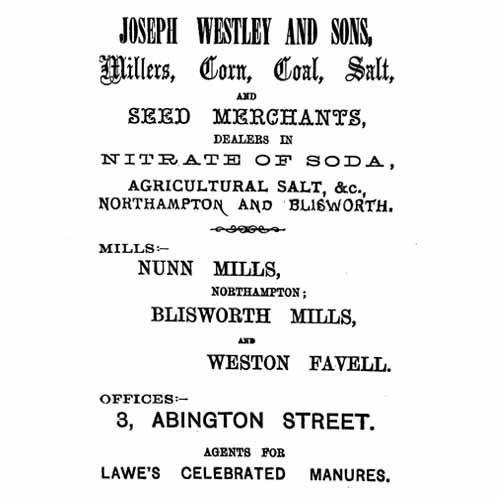 JOSEPH WESTLEY AND SONS,
Millers, Corn, Coal, Salt,
AND
SEED MERCHANTS,
DEALERS IN
NITRATE OF SODA,
AGRICULTURAL SALT, &c.,
NORTHAMPTON AND BLISWORTH.
MILLS:—
NUNN MILLS,
NORTHAMPTON;
BLISWORTH MILLS,
AND
WESTON FAVELL.
OFFICES:—
3, ABINGTON STREET.
AGENTS FOR
LAWE'S CELEBRATED MANURES.